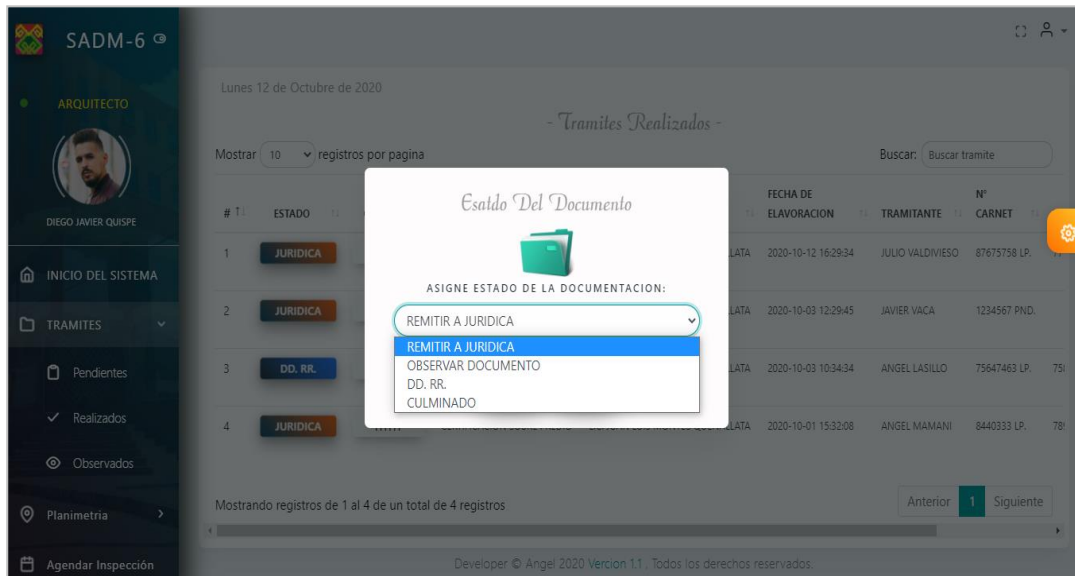 SADM-6
ARQUITECTO
DIEGO JAVIER QUISPE
INICIO DEL SISTEMA
TRAMITES
Pendientes
Realizados
Observados
Planimetria
Agendar Inspección
Lunes 12 de Octubre de 2020
- Tramites Realizados -
Mostrar 10 registros por pagina
Buscar: Buscar tramite
# ESTADO FECHA DE ELAVORACION TRAMITANTE N° CARNET
1 JURIDICA LATA 2020-10-12 16:29:34 JULIO VALDIVIESO 87675758 LP.
2 JURIDICA LATA 2020-10-03 12:29:45 JAVIER VACA 1234567 PND.
3 DD. RR. LATA 2020-10-03 10:34:34 ANGEL LASILLO 75647463 LP. 75
4 JURIDICA LATA 2020-10-01 15:32:08 ANGEL MAMANI 8440333 LP. 78
Esatdo Del Documento
ASIGNE ESTADO DE LA DOCUMENTACION:
REMITIR A JURIDICA
REMITIR A JURIDICA
OBSERVAR DOCUMENTO
DD. RR.
CULMINADO
Mostrando registros de 1 al 4 de un total de 4 registros
Anterior 1 Siguiente
Developer © Angel 2020 Vercion 1.1 , Todos los derechos reservados.